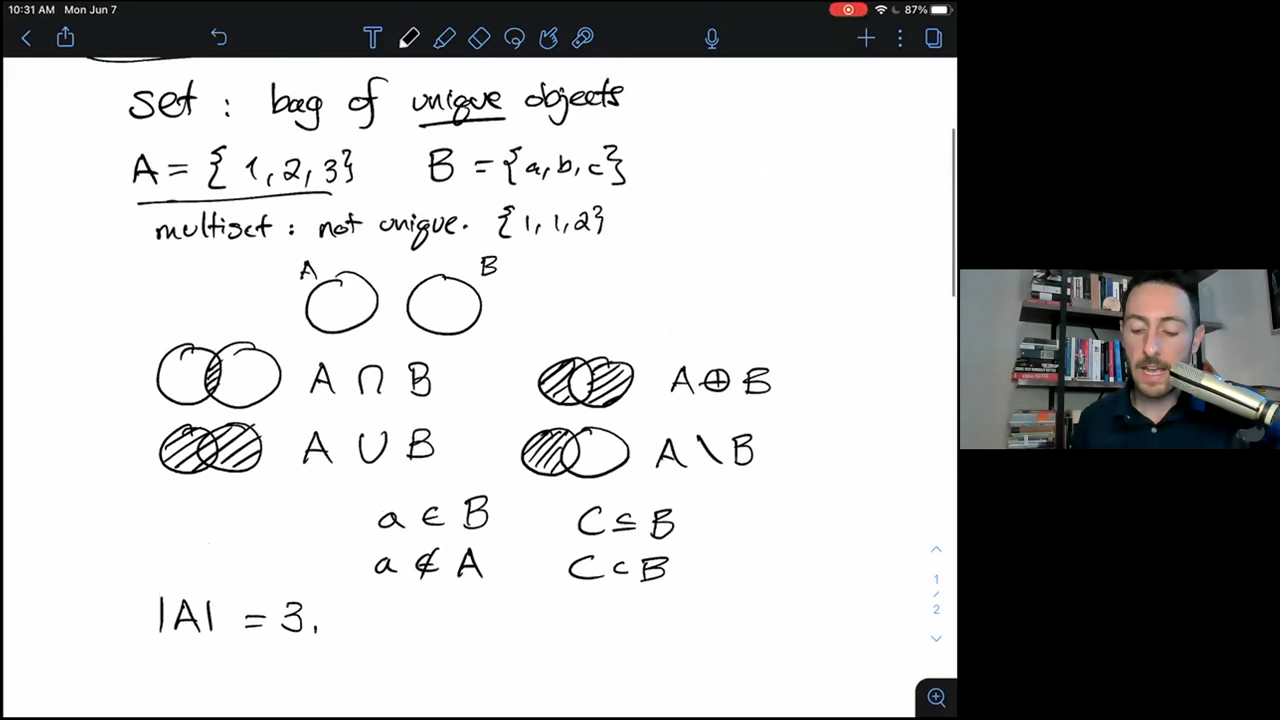 10:31 AM Mon Jun 7
87%
set : bag of unique objects
A = { 1, 2, 3} B = {a, b, c}
multiset : not unique. {1, 1, 2}
A B
A ∩ B A ⊕ B
A ∪ B A \ B
a ∈ B C ⊆ B
a ∉ A C ⊂ B
|A| = 3.
1
/
2